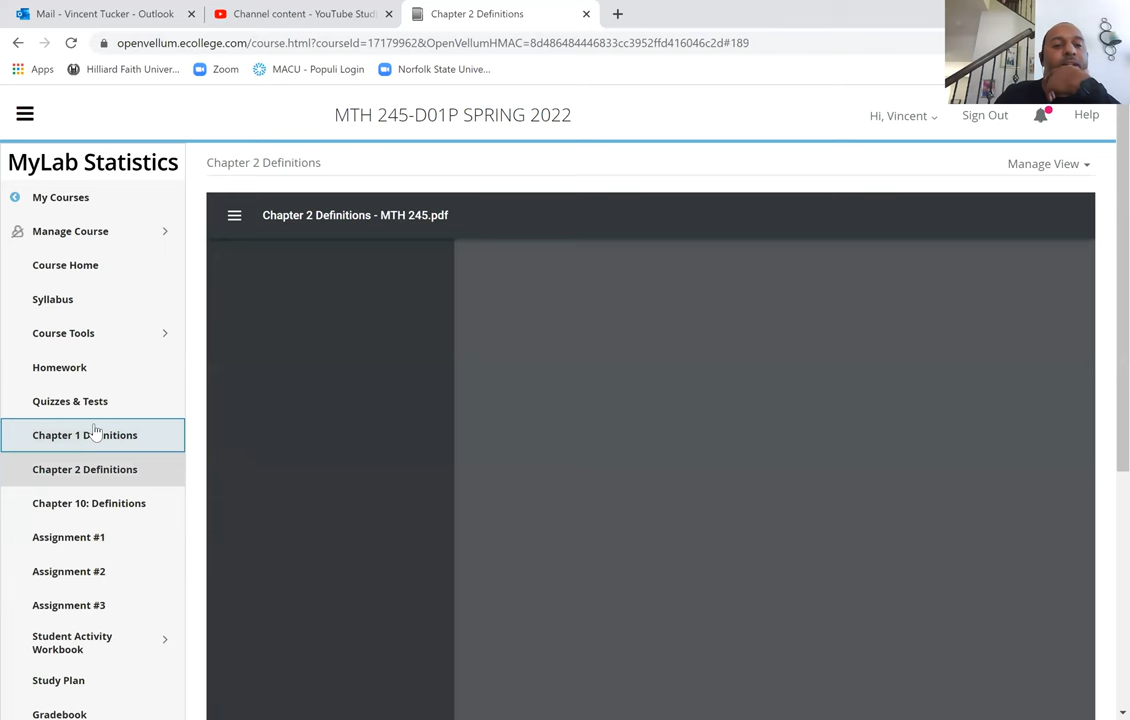 Mail - Vincent Tucker - Outlook
Channel content - YouTube Studi
Chapter 2 Definitions
openvellum.ecollege.com/course.html?courseId=17179962&OpenVellumHMAC=8d486484446833cc3952ffd416046c2d#189
Apps
Hilliard Faith Univer...
Zoom
MACU - Populi Login
Norfolk State Unive...
MTH 245-D01P SPRING 2022
Hi, Vincent
Sign Out
Help
MyLab Statistics
Chapter 2 Definitions
Manage View
My Courses
Manage Course
Chapter 2 Definitions - MTH 245.pdf
Course Home
Syllabus
Course Tools
Homework
Quizzes & Tests
Chapter 1 Definitions
Chapter 2 Definitions
Chapter 10: Definitions
Assignment #1
Assignment #2
Assignment #3
Student Activity
Workbook
Study Plan
Gradebook